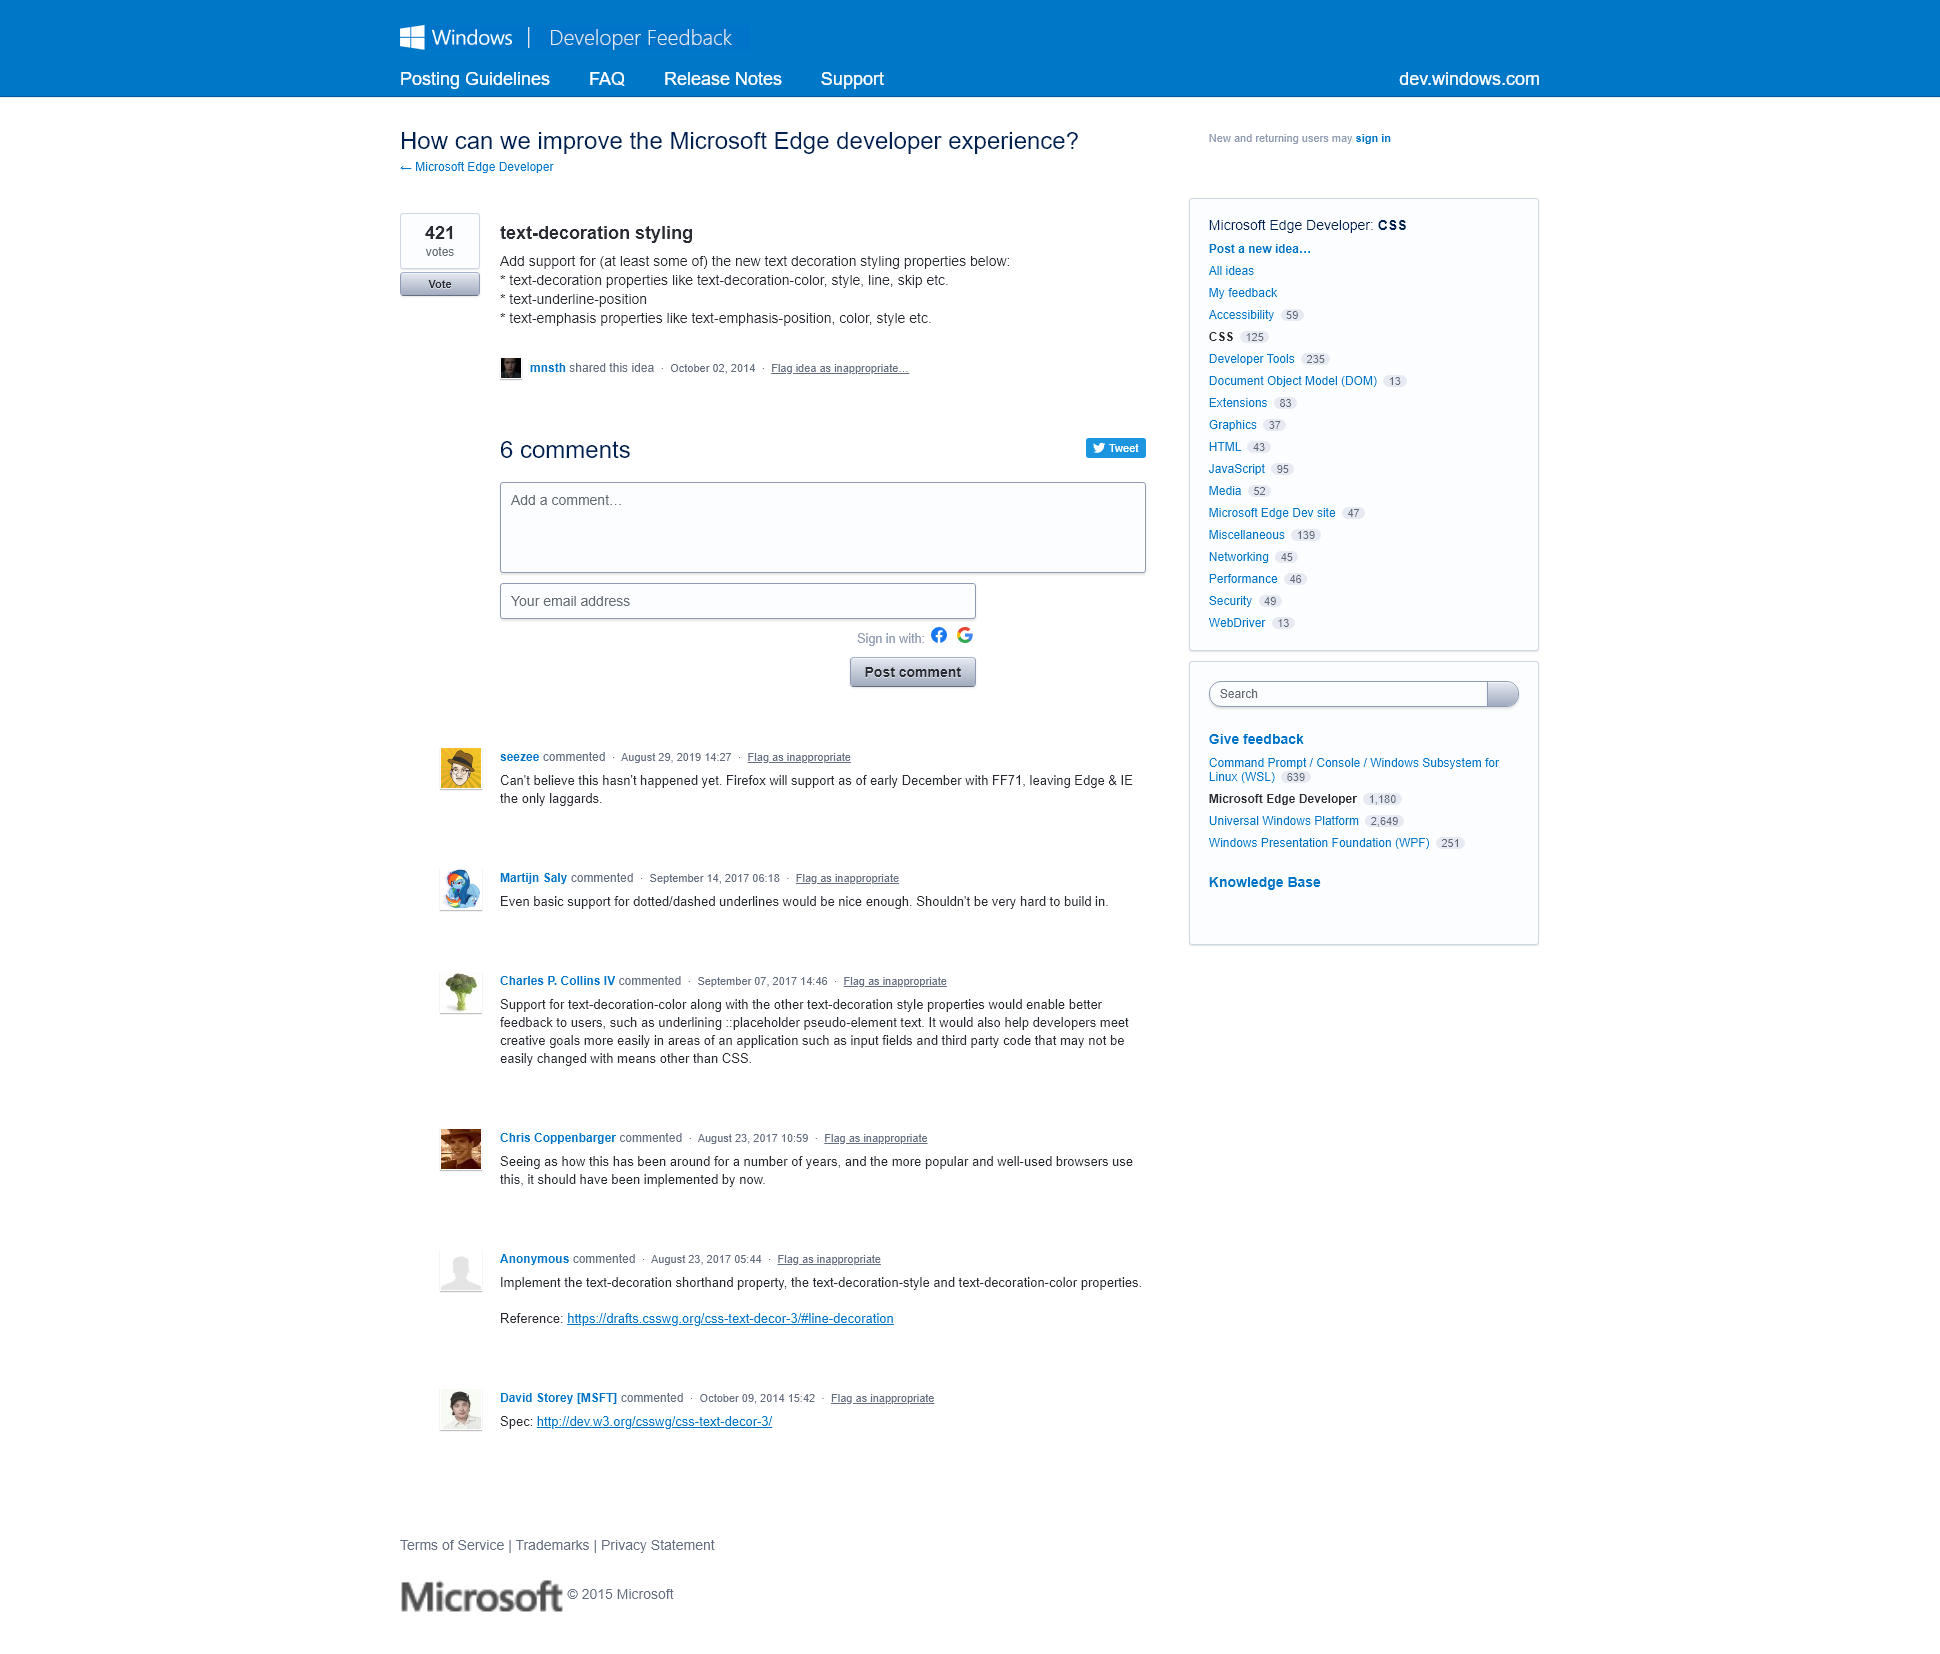 Windows | Developer Feedback
Posting Guidelines FAQ Release Notes Support dev.windows.com
How can we improve the Microsoft Edge developer experience?
← Microsoft Edge Developer
New and returning users may sign in
421
votes
Vote
text-decoration styling
Add support for (at least some of) the new text decoration styling properties below:
* text-decoration properties like text-decoration-color, style, line, skip etc.
* text-underline-position
* text-emphasis properties like text-emphasis-position, color, style etc.
mnsth shared this idea · October 02, 2014 · Flag idea as inappropriate…
6 comments
Tweet
Add a comment…
Your email address
Sign in with:
Post comment
seezee commented · August 29, 2019 14:27 · Flag as inappropriate
Can't believe this hasn't happened yet. Firefox will support as of early December with FF71, leaving Edge & IE
the only laggards.
Martijn Saly commented · September 14, 2017 06:18 · Flag as inappropriate
Even basic support for dotted/dashed underlines would be nice enough. Shouldn't be very hard to build in.
Charles P. Collins IV commented · September 07, 2017 14:46 · Flag as inappropriate
Support for text-decoration-color along with the other text-decoration style properties would enable better
feedback to users, such as underlining ::placeholder pseudo-element text. It would also help developers meet
creative goals more easily in areas of an application such as input fields and third party code that may not be
easily changed with means other than CSS.
Chris Coppenbarger commented · August 23, 2017 10:59 · Flag as inappropriate
Seeing as how this has been around for a number of years, and the more popular and well-used browsers use
this, it should have been implemented by now.
Anonymous commented · August 23, 2017 05:44 · Flag as inappropriate
Implement the text-decoration shorthand property, the text-decoration-style and text-decoration-color properties.
Reference: https://drafts.csswg.org/css-text-decor-3/#line-decoration
David Storey [MSFT] commented · October 09, 2014 15:42 · Flag as inappropriate
Spec: http://dev.w3.org/csswg/css-text-decor-3/
Microsoft Edge Developer: CSS
Post a new idea…
All ideas
My feedback
Accessibility 59
CSS 125
Developer Tools 235
Document Object Model (DOM) 13
Extensions 83
Graphics 37
HTML 43
JavaScript 95
Media 52
Microsoft Edge Dev site 47
Miscellaneous 139
Networking 45
Performance 46
Security 49
WebDriver 13
Search
Give feedback
Command Prompt / Console / Windows Subsystem for
Linux (WSL) 639
Microsoft Edge Developer 1,180
Universal Windows Platform 2,649
Windows Presentation Foundation (WPF) 251
Knowledge Base
Terms of Service | Trademarks | Privacy Statement
Microsoft © 2015 Microsoft